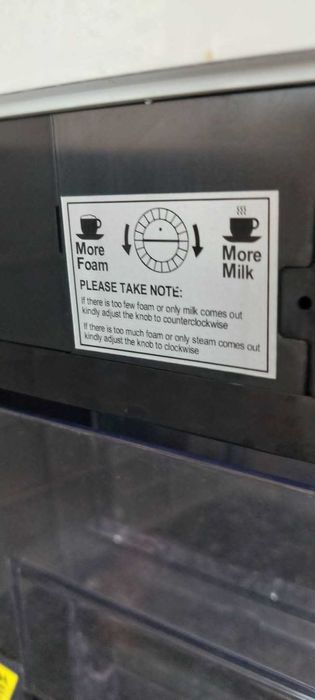 More Foam
More Milk
PLEASE TAKE NOTE:
If there is too few foam or only milk comes out
kindly adjust the knob to counterclockwise
If there is too much foam or only steam comes out
kindly adjust the knob to clockwise